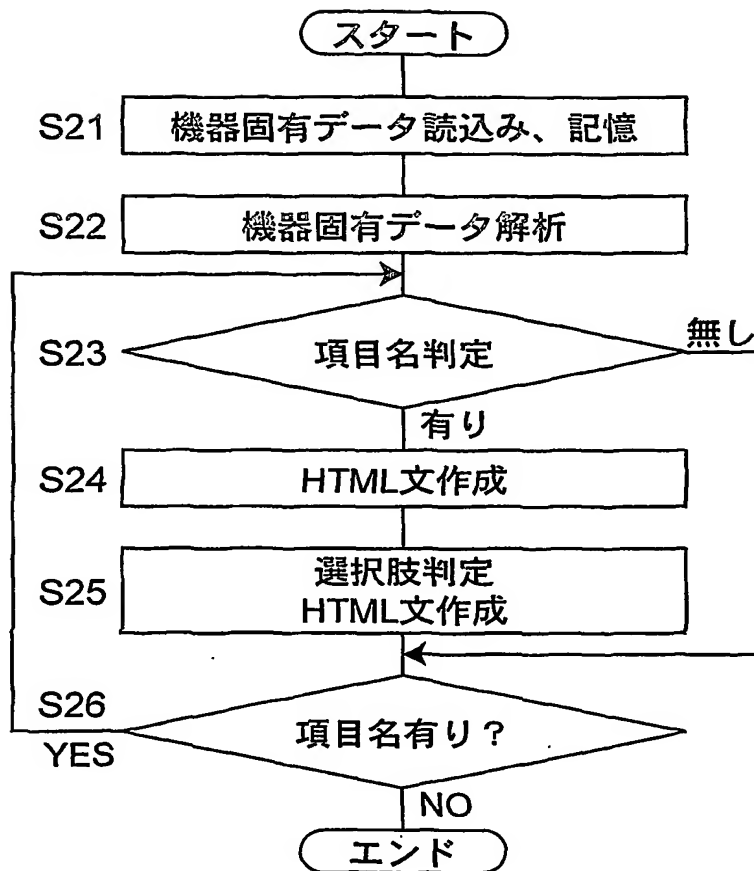 スタート
S21
機器固有データ読込み、記憶
S22
機器固有データ解析
S23
項目名判定
無し
有り
S24
HTML文作成
S25
選択肢判定
HTML文作成
S26
項目名有り？
YES
NO
エンド